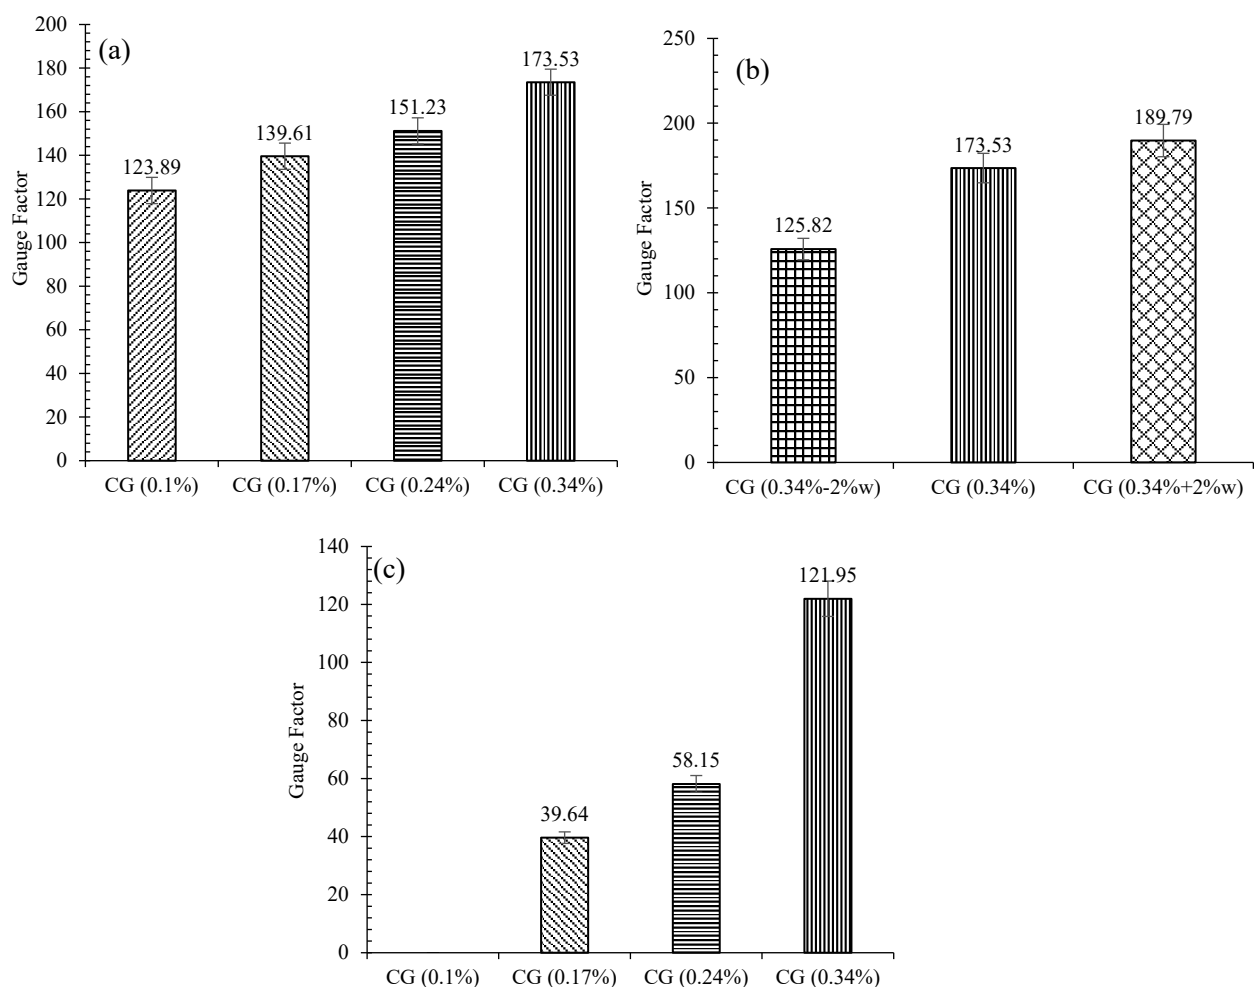 (a)
Gauge Factor
200
180
160
140
120
100
80
60
40
20
0
123.89
139.61
151.23
173.53
CG (0.1%)
CG (0.17%)
CG (0.24%)
CG (0.34%)
(b)
Gauge Factor
250
200
150
100
50
0
125.82
173.53
189.79
CG (0.34%-2%w)
CG (0.34%)
CG (0.34%+2%w)
(c)
Gauge Factor
140
120
100
80
60
40
20
0
39.64
58.15
121.95
CG (0.1%)
CG (0.17%)
CG (0.24%)
CG (0.34%)